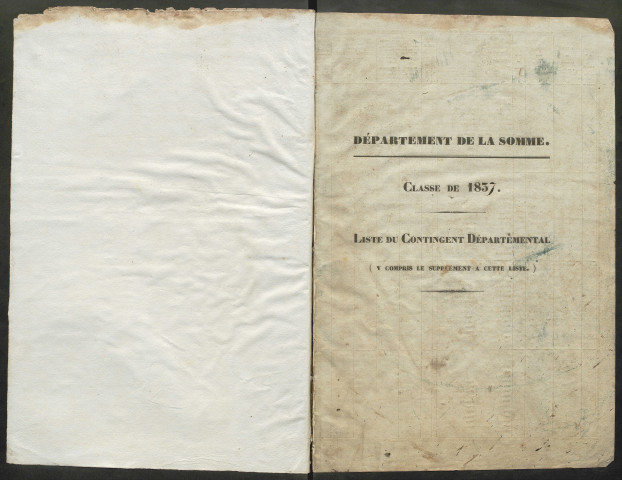 DÉPARTEMENT DE LA SOMME.
CLASSE DE 1837.
LISTE DU CONTINGENT DÉPARTEMENTAL
( Y COMPRIS LE SUPPLÉMENT A CETTE LISTE. )